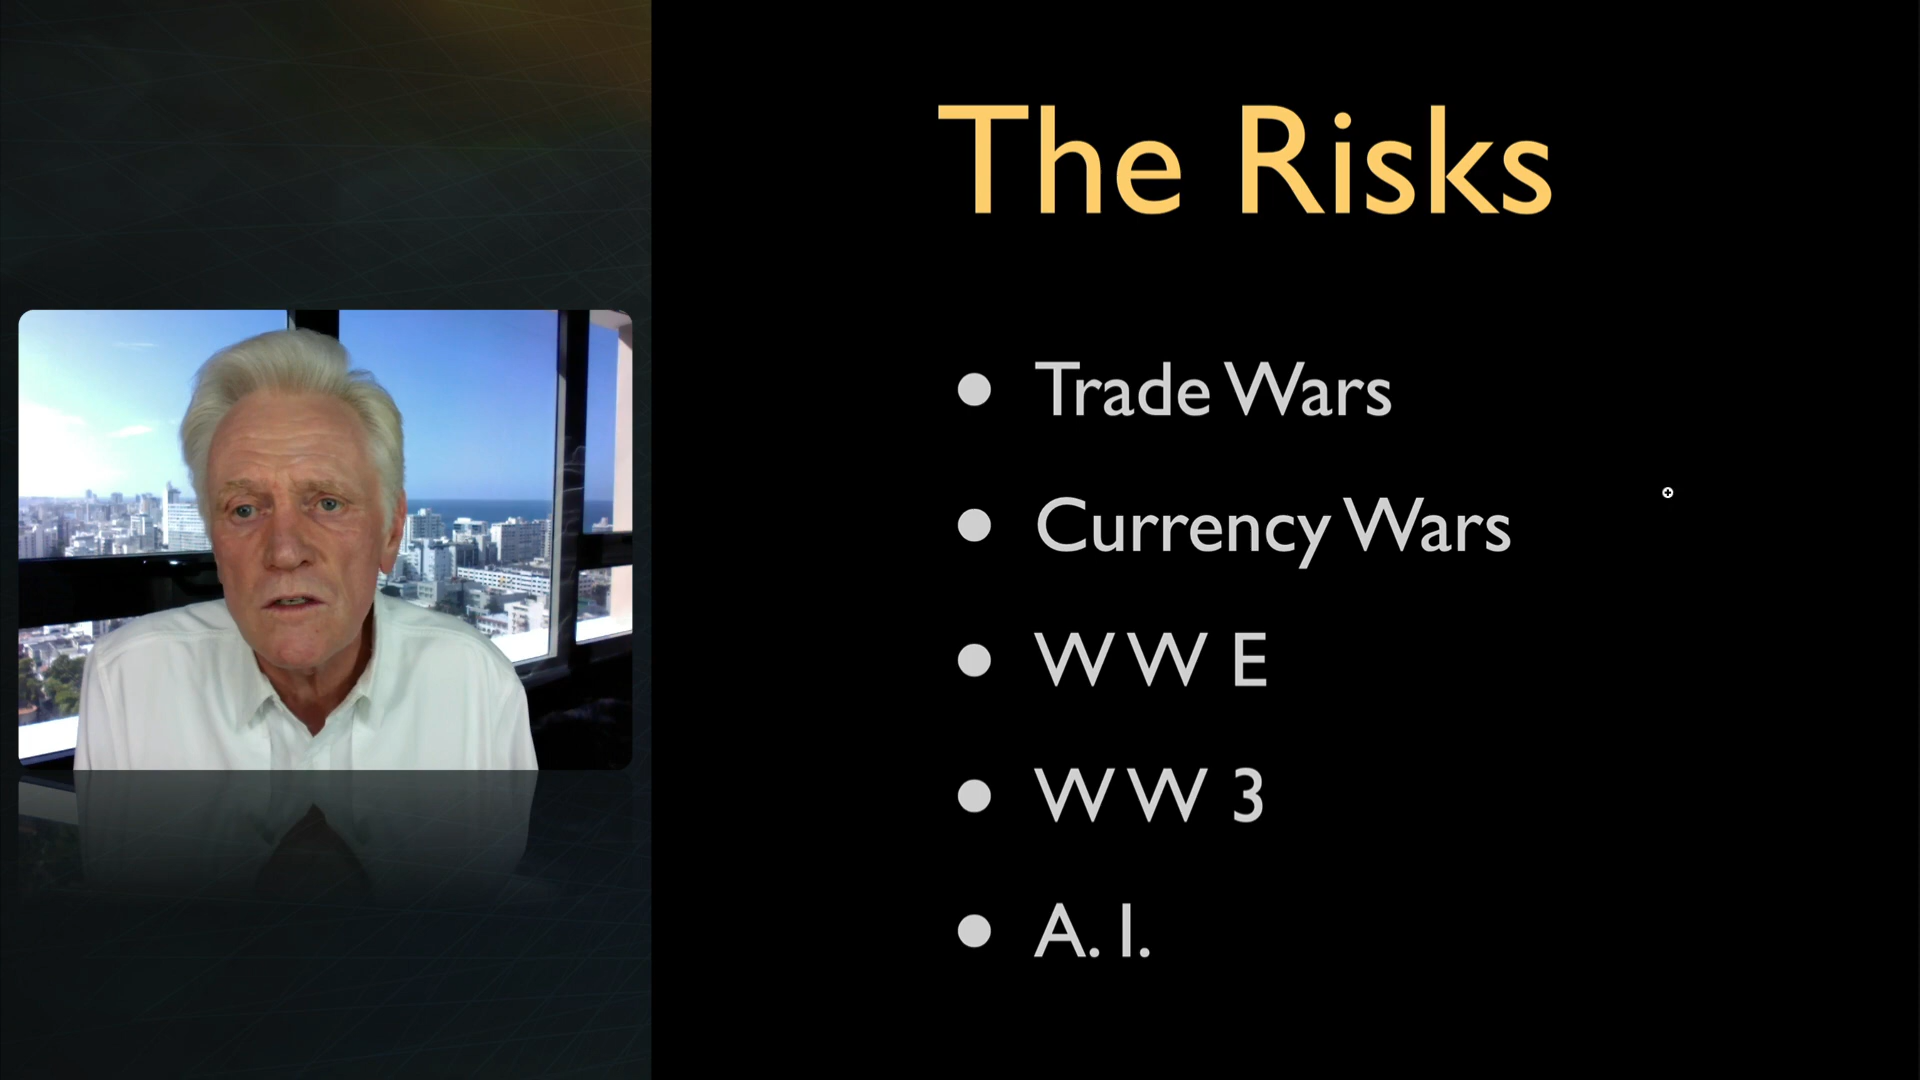 The Risks
Trade Wars
Currency Wars
W W E
W W 3
A. I.